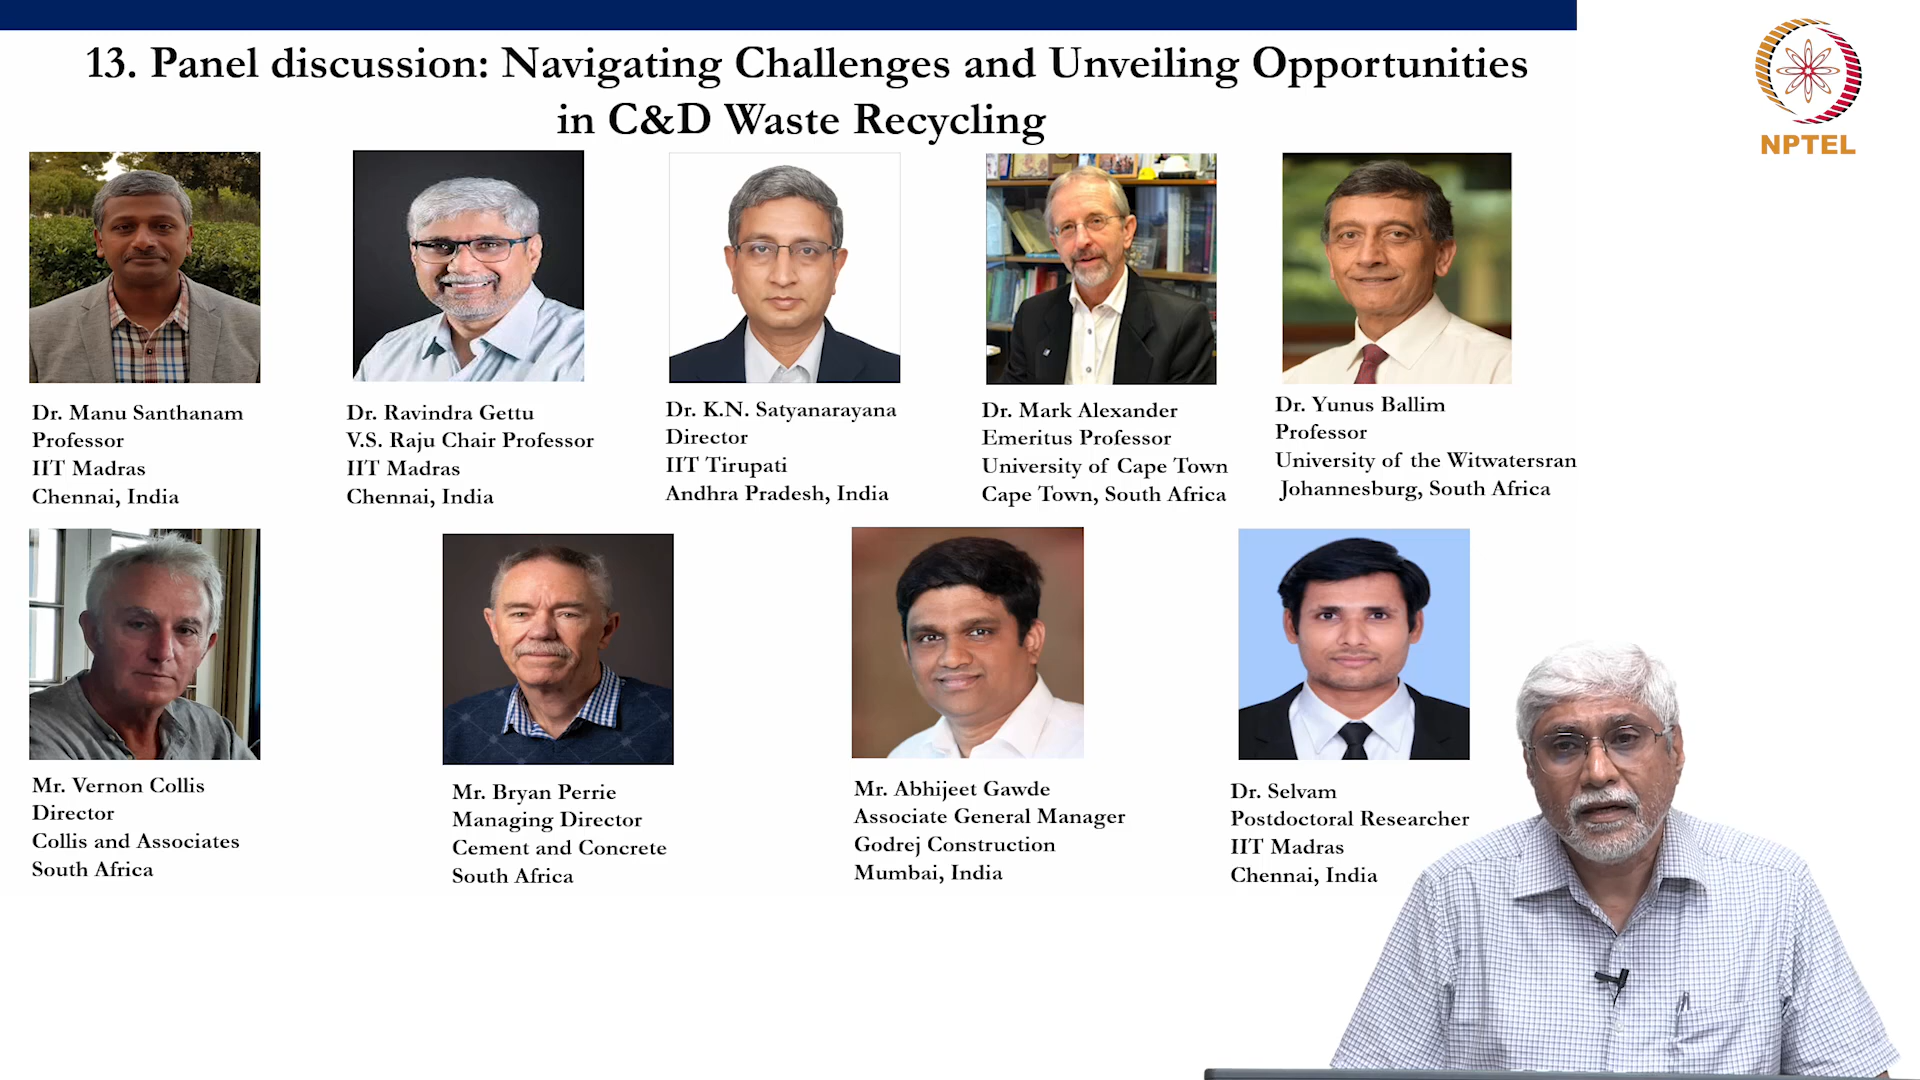 13. Panel discussion: Navigating Challenges and Unveiling Opportunities
in C&D Waste Recycling
NPTEL
Dr. Manu Santhanam
Professor
IIT Madras
Chennai, India
Dr. Ravindra Gettu
V.S. Raju Chair Professor
IIT Madras
Chennai, India
Dr. K.N. Satyanarayana
Director
IIT Tirupati
Andhra Pradesh, India
Dr. Mark Alexander
Emeritus Professor
University of Cape Town
Cape Town, South Africa
Dr. Yunus Ballim
Professor
University of the Witwatersran
Johannesburg, South Africa
Mr. Vernon Collis
Director
Collis and Associates
South Africa
Mr. Bryan Perrie
Managing Director
Cement and Concrete
South Africa
Mr. Abhijeet Gawde
Associate General Manager
Godrej Construction
Mumbai, India
Dr. Selvam
Postdoctoral Researcher
IIT Madras
Chennai, India